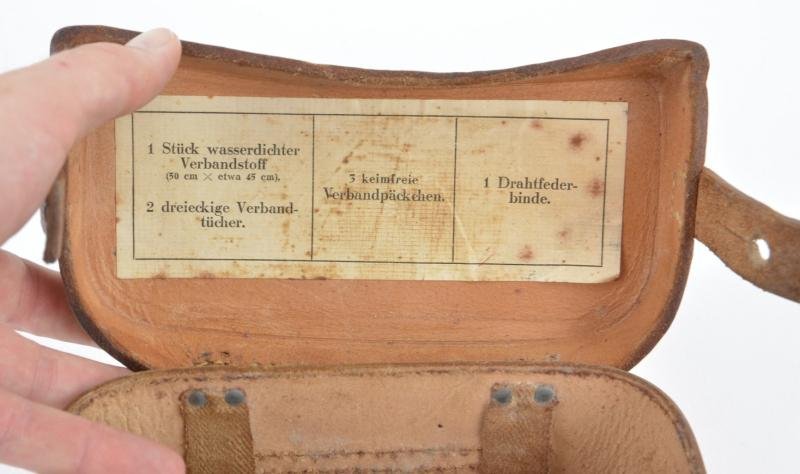 1 Stück wasserdichter
Verbandstoff
(50 cm × etwa 45 cm).
2 dreieckige Verband-
tücher.
3 keimfreie
Verbandpäckchen.
1 Drahtfeder-
binde.